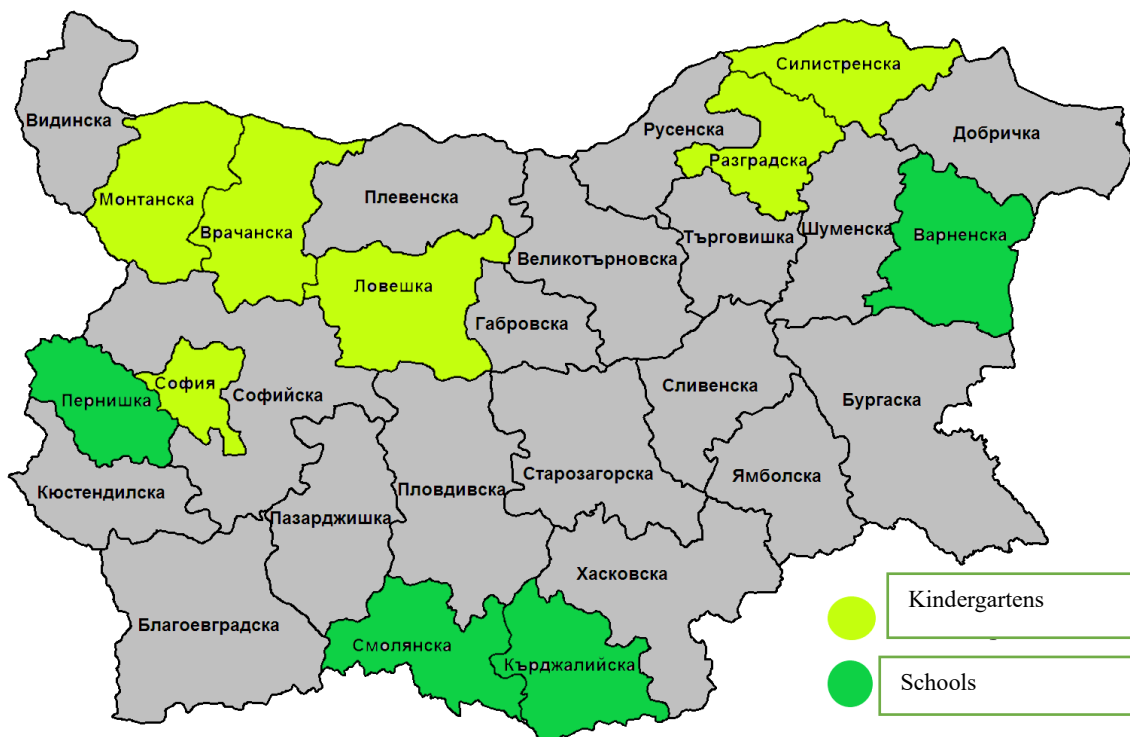 Силистренска
Видинска
Русенска
Добричка
Разградска
Монтанска
Плевенска
Врачанска
Търговишка
Шуменска
Варненска
Великотърновска
Ловешка
Габровска
София
Софийска
Сливенска
Пернишка
Бургаска
Старозагорска
Ямболска
Кюстендилска
Пловдивска
Пазарджишка
Хасковска
Благоевградска
Смолянска
Кърджалийска
Kindergartens
Schools